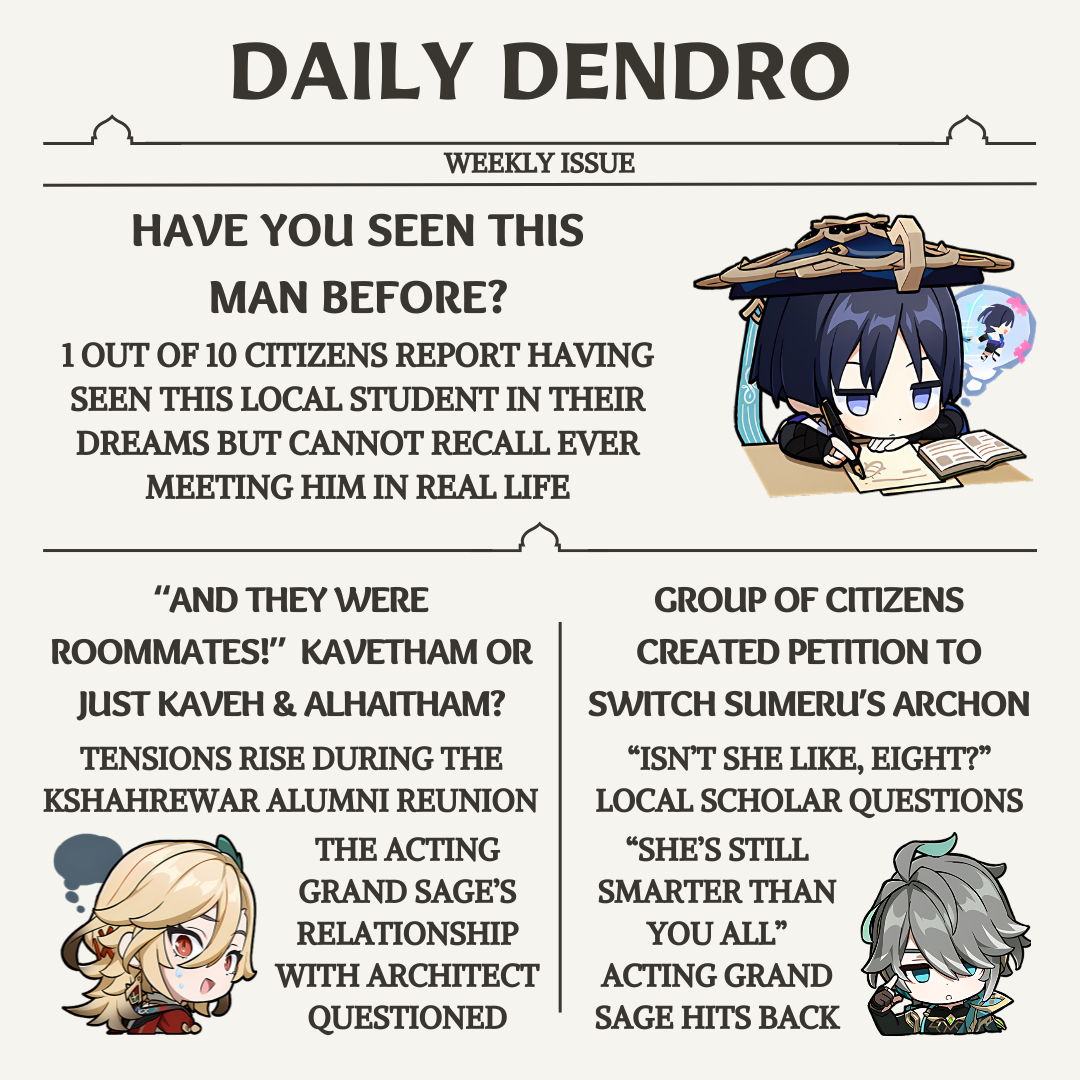 DAILY DENDRO
WEEKLY ISSUE
HAVE YOU SEEN THIS
MAN BEFORE?
1 OUT OF 10 CITIZENS REPORT HAVING
SEEN THIS LOCAL STUDENT IN THEIR
DREAMS BUT CANNOT RECALL EVER
MEETING HIM IN REAL LIFE
“AND THEY WERE
ROOMMATES!” KAVETHAM OR
JUST KAVEH & ALHAITHAM?
TENSIONS RISE DURING THE
KSHAHREWAR ALUMNI REUNION
THE ACTING
GRAND SAGE’S
RELATIONSHIP
WITH ARCHITECT
QUESTIONED
GROUP OF CITIZENS
CREATED PETITION TO
SWITCH SUMERU’S ARCHON
“ISN’T SHE LIKE, EIGHT?”
LOCAL SCHOLAR QUESTIONS
“SHE’S STILL
SMARTER THAN
YOU ALL”
ACTING GRAND
SAGE HITS BACK